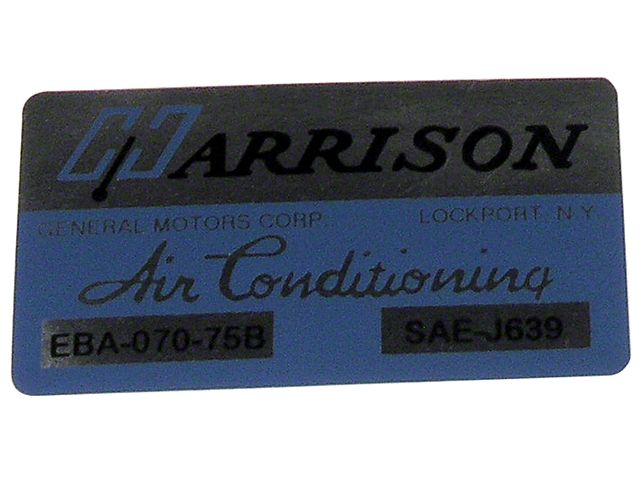 HARRISON
GENERAL MOTORS CORP. LOCKPORT, N.Y.
Air Conditioning
EBA-070-75B SAE-J639